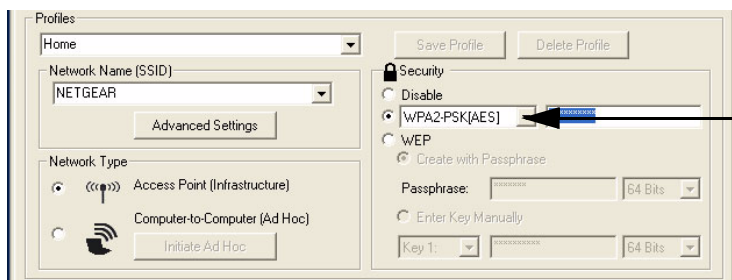 Profiles
Home
Save Profile
Delete Profile
Network Name (SSID)
NETGEAR
Advanced Settings
Security
Disable
WPA2-PSK[AES]
WEP
Create with Passphrase
Passphrase:
64 Bits
Enter Key Manually
Key 1:
64 Bits
Network Type
Access Point (Infrastructure)
Computer-to-Computer (Ad Hoc)
Initiate Ad Hoc